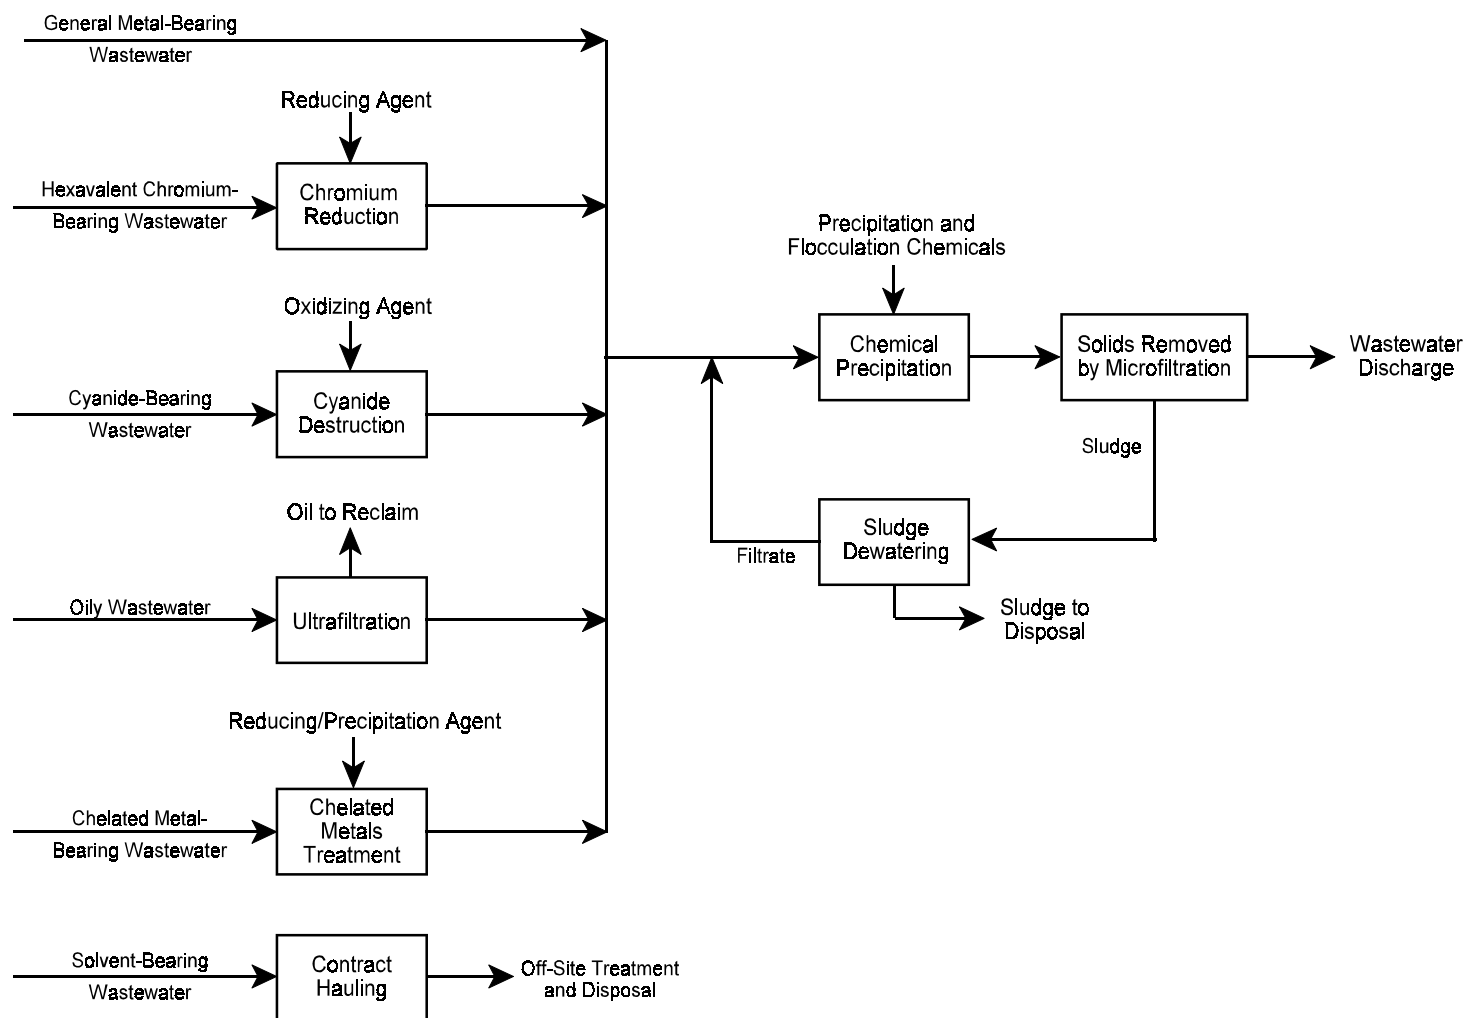 General Metal-Bearing
Wastewater
Reducing Agent
Hexavalent Chromium-
Bearing Wastewater
Chromium
Reduction
Precipitation and
Flocculation Chemicals
Oxidizing Agent
Chemical
Precipitation
Solids Removed
by Microfiltration
Wastewater
Discharge
Cyanide-Bearing
Wastewater
Cyanide
Destruction
Sludge
Oil to Reclaim
Sludge
Dewatering
Filtrate
Oily Wastewater
Ultrafiltration
Sludge to
Disposal
Reducing/Precipitation Agent
Chelated Metal-
Bearing Wastewater
Chelated
Metals
Treatment
Solvent-Bearing
Wastewater
Contract
Hauling
Off-Site Treatment
and Disposal